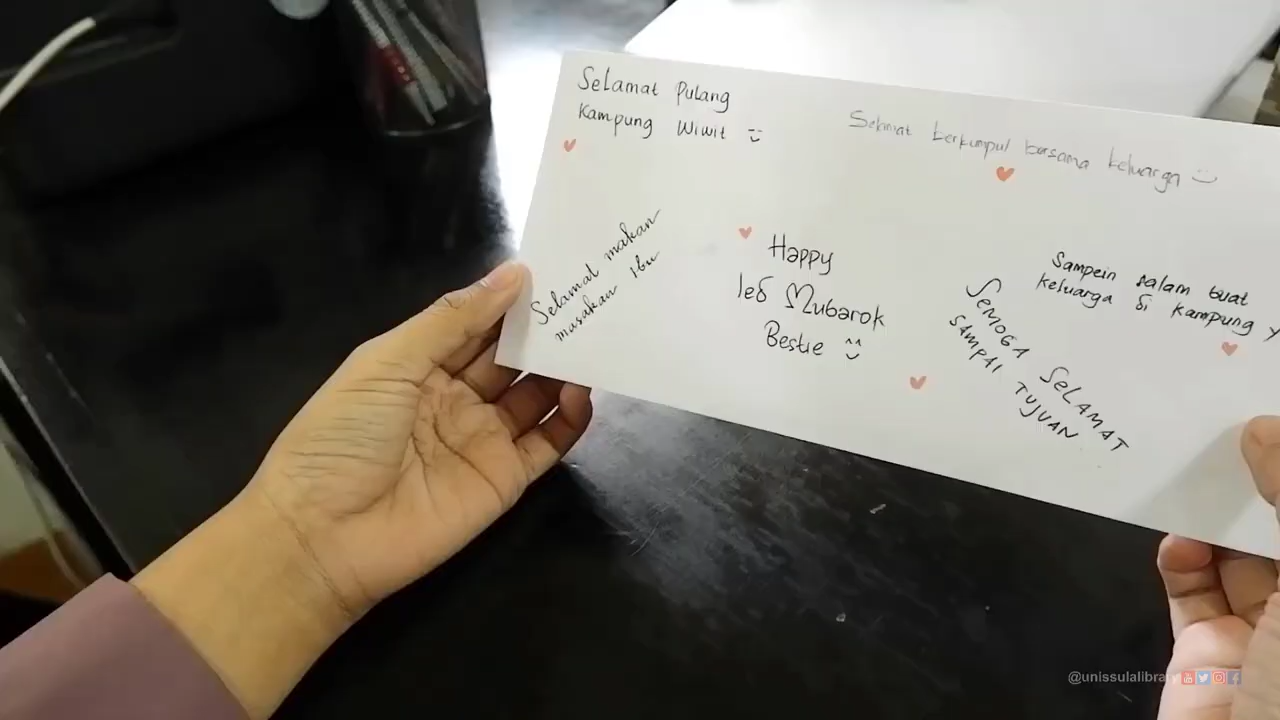 Selamat Pulang
Kampung Wiwit
Selamat berkumpul bersama keluarga
Selamat makan
masakan Ibu
Happy
Ied Mubarok
Bestie
Sampein salam buat
keluarga di kampung y
SEMOGA SELAMAT
SAMPAI TUJUAN
@unissulalibrary